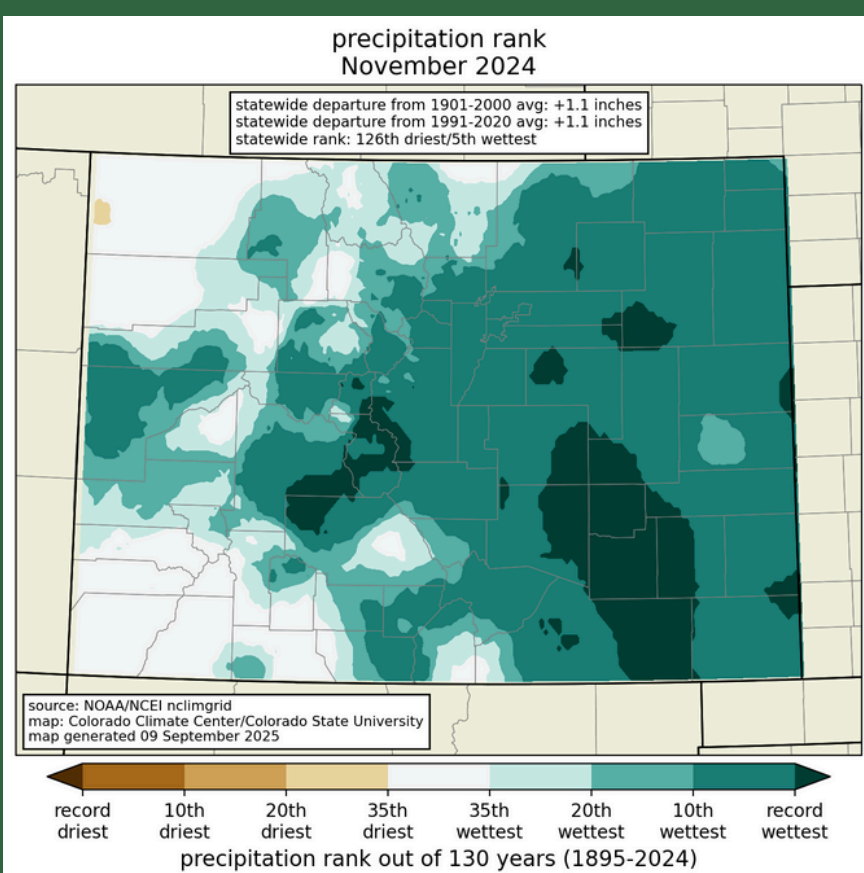 precipitation rank
November 2024
statewide departure from 1901-2000 avg: +1.1 inches
statewide departure from 1991-2020 avg: +1.1 inches
statewide rank: 126th driest/5th wettest
source: NOAA/NCEI nclimgrid
map: Colorado Climate Center/Colorado State University
map generated 09 September 2025
record driest
10th driest
20th driest
35th driest
35th wettest
20th wettest
10th wettest
record wettest
precipitation rank out of 130 years (1895-2024)